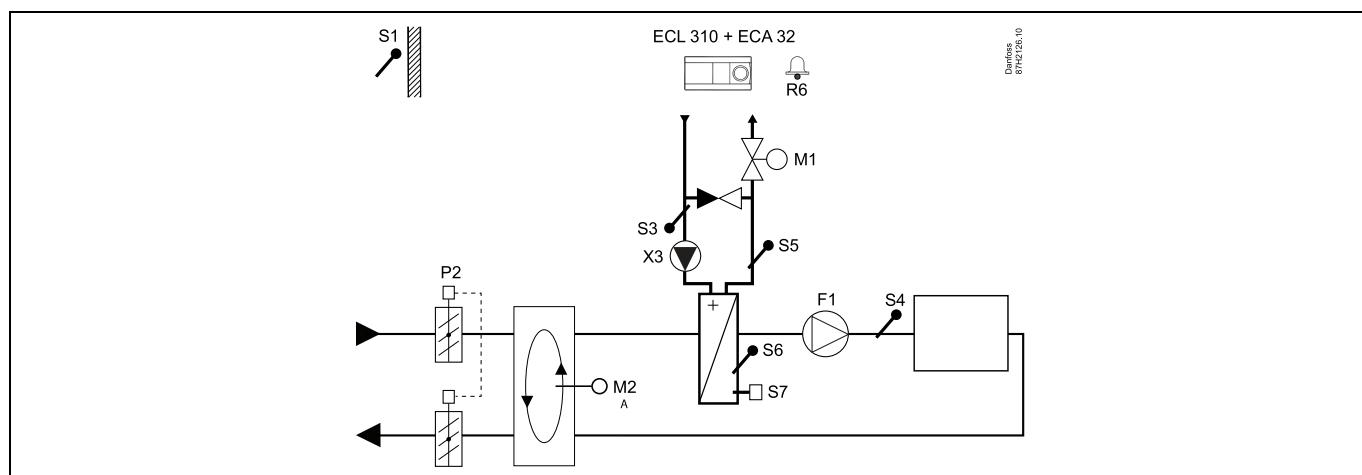 S1
ECL 310 + ECA 32
Danfoss
87H2126.10
R6
M1
S3
S5
X3
P2
F1
S4
+
S6
M2
A
S7